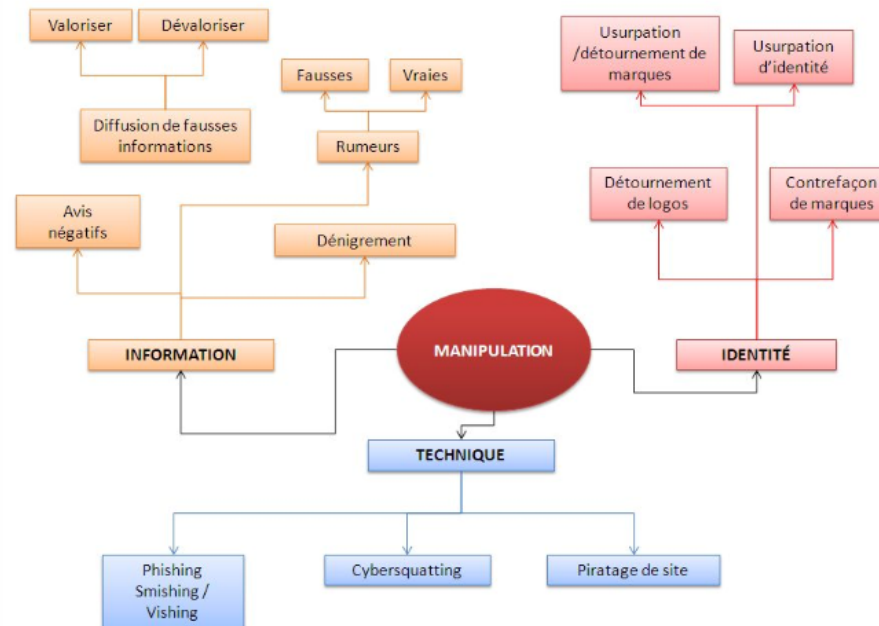 Valoriser
Dévaloriser
Diffusion de fausses
informations
Fausses
Vraies
Rumeurs
Avis
négatifs
Dénigrement
INFORMATION
MANIPULATION
Usurpation
/détournement de
marques
Usurpation
d'identité
Détournement
de logos
Contrefaçon
de marques
IDENTITÉ
TECHNIQUE
Phishing
Smishing /
Vishing
Cybersquatting
Piratage de site